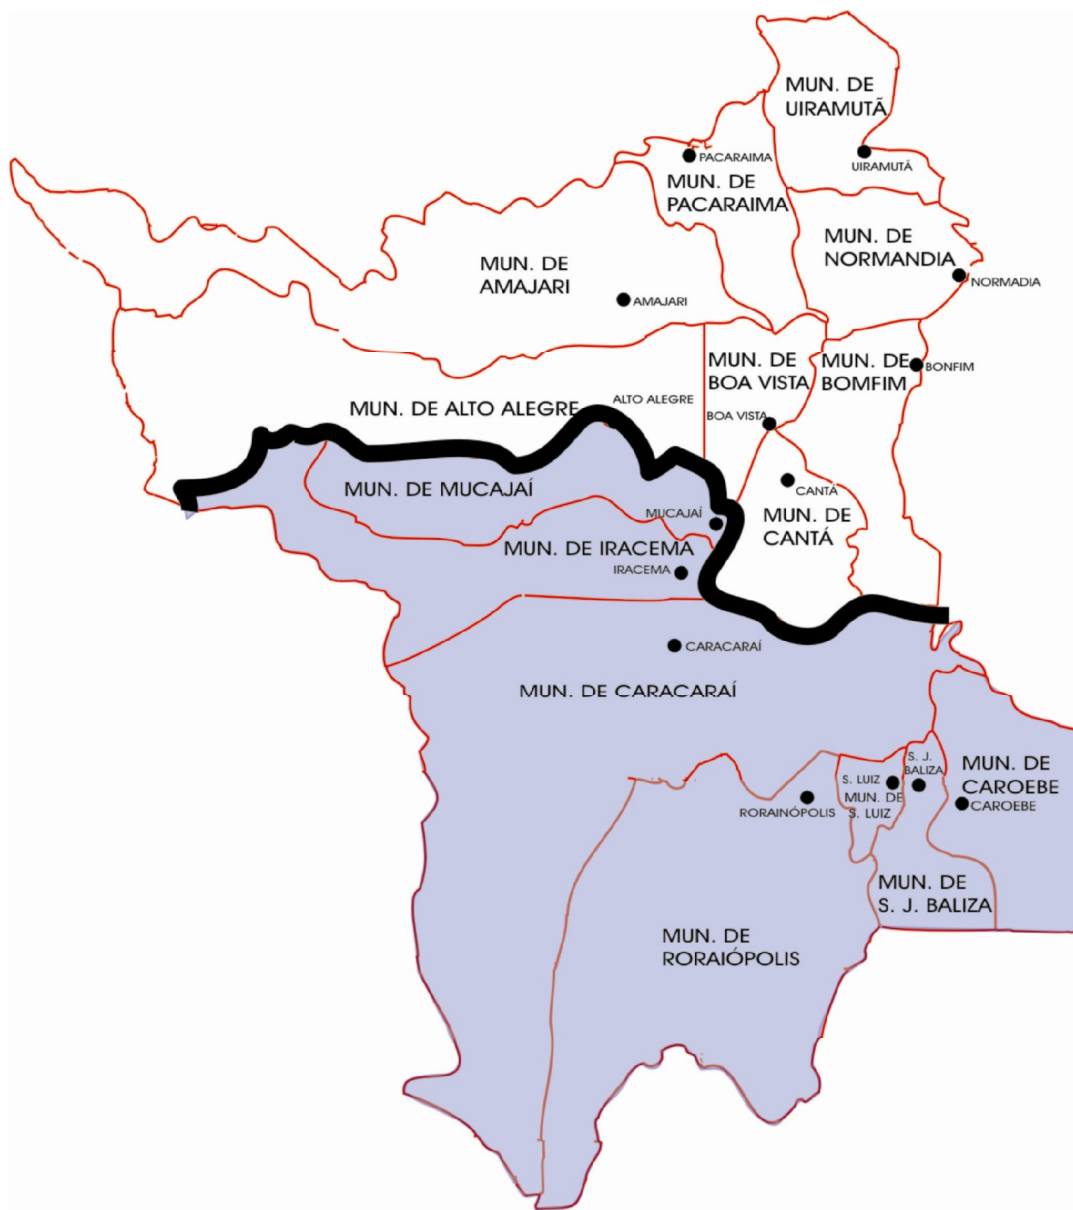 MUN. DE
UIRAMUTÃ
UIRAMUTÃ
PACARAIMA
MUN. DE
PACARAIMA
MUN. DE
NORMANDIA
NORMADIA
MUN. DE
AMAJARI
AMAJARI
MUN. DE
BOA VISTA
BOA VISTA
MUN. DE
BOMFIM
BONFIM
MUN. DE ALTO ALEGRE
ALTO ALEGRE
MUN. DE MUCAJAÍ
MUCAJAÍ
CANTÁ
MUN. DE
CANTÁ
MUN. DE IRACEMA
IRACEMA
CARACARAÍ
MUN. DE CARACARAÍ
S. J.
BALIZA
S. LUIZ
MUN. DE
S. LUIZ
MUN. DE
CAROEBE
CAROEBE
RORAINÓPOLIS
MUN. DE
S. J. BALIZA
MUN. DE
RORAIÓPOLIS